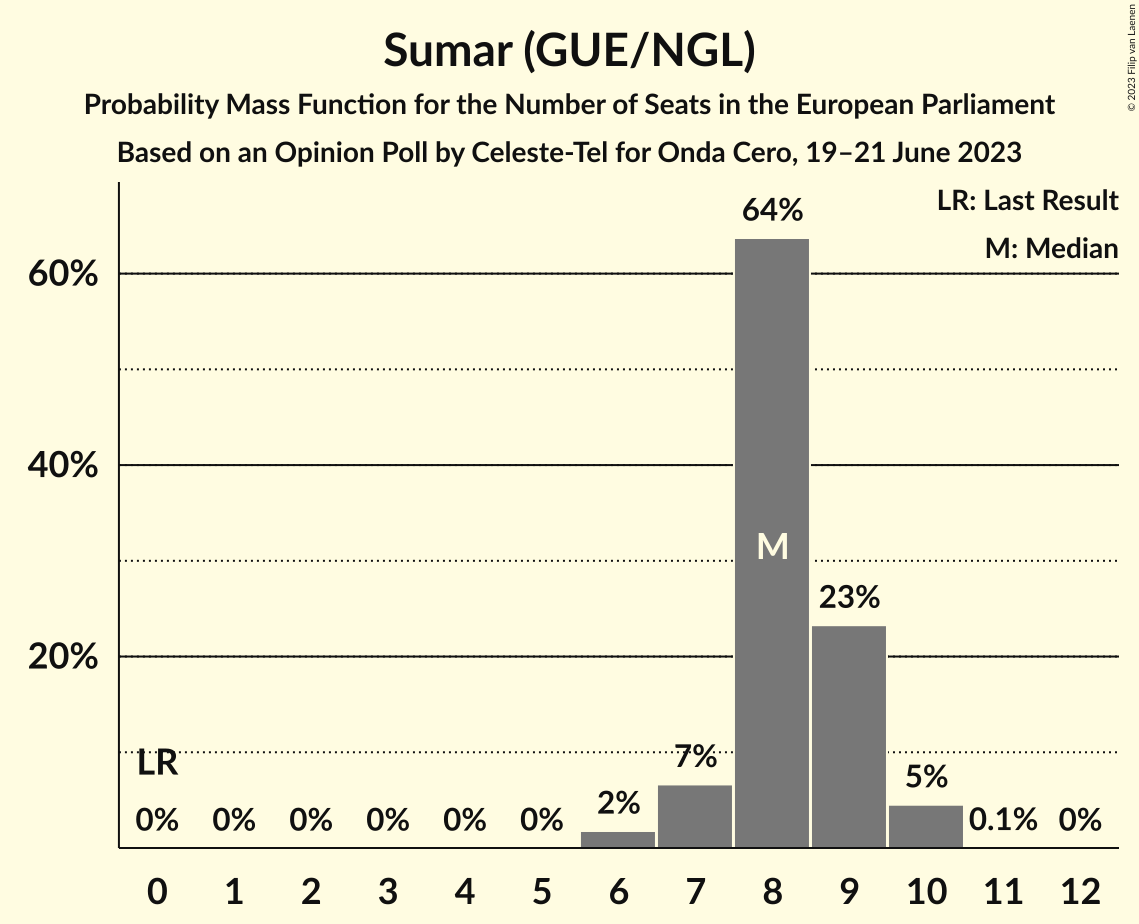 Sumar (GUE/NGL)
Probability Mass Function for the Number of Seats in the European Parliament
Based on an Opinion Poll by Celeste-Tel for Onda Cero, 19–21 June 2023
© 2023 Filip van Laenen
LR: Last Result
M: Median
64%
60%
40%
M
23%
20%
LR
7%
5%
2%
0% 0% 0% 0% 0% 0% 0.1% 0%
0 1 2 3 4 5 6 7 8 9 10 11 12